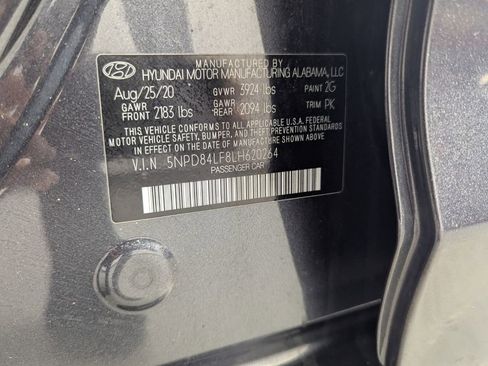 MANUFACTURED BY
HYUNDAI MOTOR MANUFACTURING ALABAMA, LLC
Aug/25/20 GVWR 3924 lbs PAINT 2G
GAWR FRONT 2183 lbs GAWR REAR 2094 lbs TRIM PK
THIS VEHICLE CONFORMS TO ALL APPLICABLE U.S.A. FEDERAL
MOTOR VEHICLE SAFETY, BUMPER, AND THEFT PREVENTION STANDARDS
IN EFFECT ON THE DATE OF MANUFACTURE SHOWN ABOVE.
V.I.N 5NPD84LF8LH620264
PASSENGER CAR